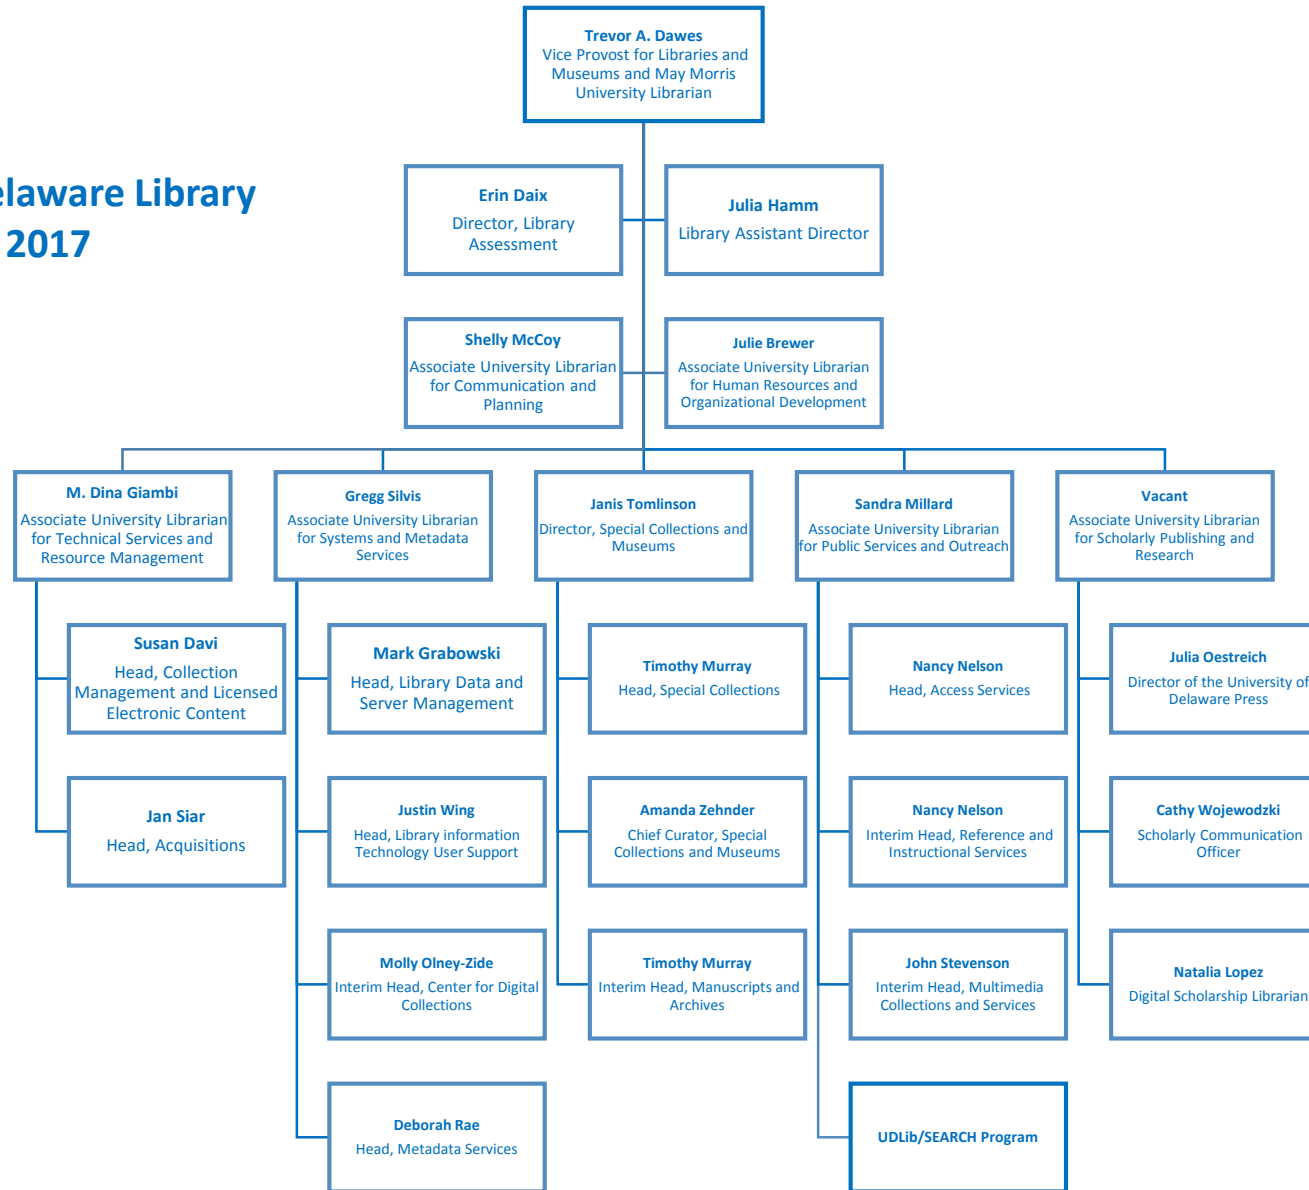 Trevor A. Dawes
Vice Provost for Libraries and
Museums and May Morris
University Librarian
elaware Library
2017
Erin Daix
Director, Library
Assessment
Julia Hamm
Library Assistant Director
Shelly McCoy
Associate University Librarian
for Communication and
Planning
Julie Brewer
Associate University Librarian
for Human Resources and
Organizational Development
M. Dina Giambi
Associate University Librarian
for Technical Services and
Resource Management
Gregg Silvis
Associate University Librarian
for Systems and Metadata
Services
Janis Tomlinson
Director, Special Collections and
Museums
Sandra Millard
Associate University Librarian
for Public Services and Outreach
Vacant
Associate University Librarian
for Scholarly Publishing and
Research
Susan Davi
Head, Collection
Management and Licensed
Electronic Content
Mark Grabowski
Head, Library Data and
Server Management
Timothy Murray
Head, Special Collections
Nancy Nelson
Head, Access Services
Julia Oestreich
Director of the University of
Delaware Press
Jan Siar
Head, Acquisitions
Justin Wing
Head, Library information
Technology User Support
Amanda Zehnder
Chief Curator, Special
Collections and Museums
Nancy Nelson
Interim Head, Reference and
Instructional Services
Cathy Wojewodzki
Scholarly Communication
Officer
Molly Olney-Zide
Interim Head, Center for Digital
Collections
Timothy Murray
Interim Head, Manuscripts and
Archives
John Stevenson
Interim Head, Multimedia
Collections and Services
Natalia Lopez
Digital Scholarship Librarian
Deborah Rae
Head, Metadata Services
UDLib/SEARCH Program